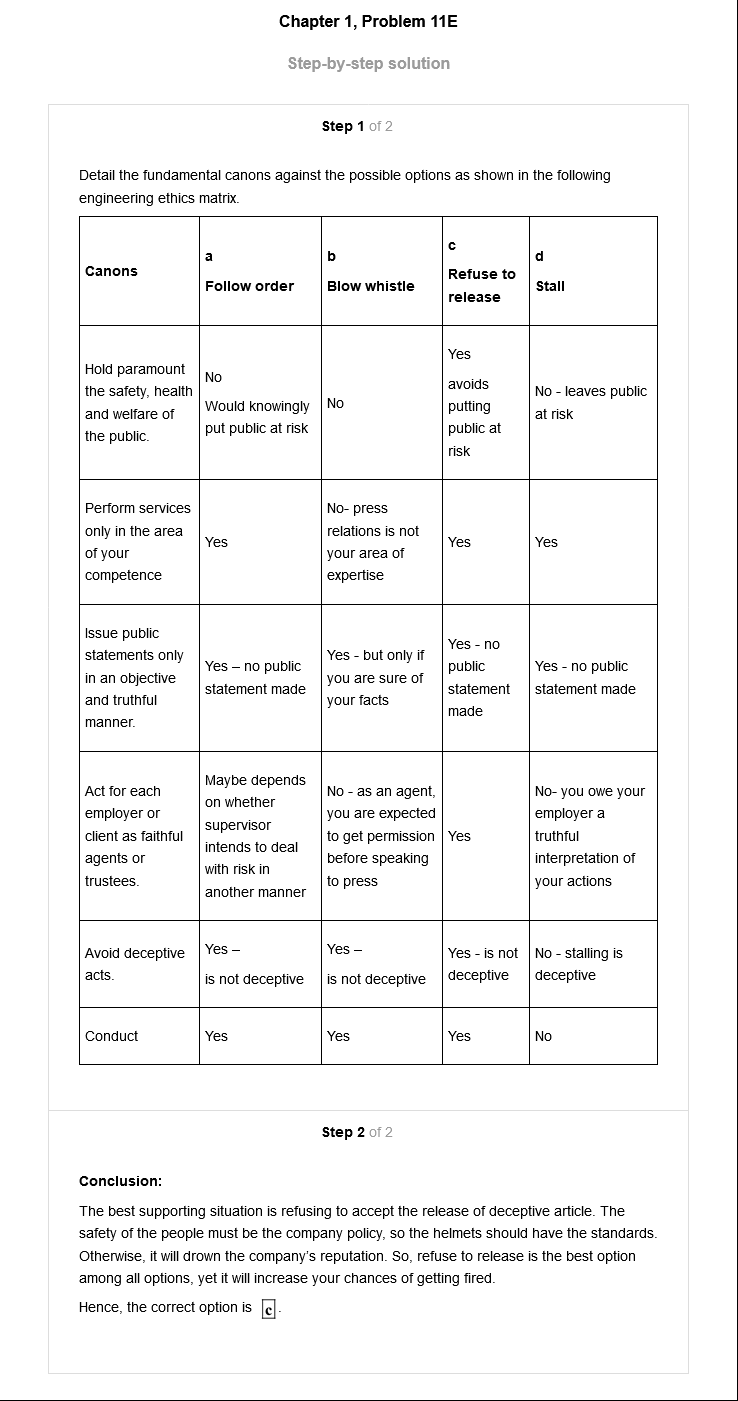 Chapter 1, Problem 11E
Step-by-step solution
Step 1 of 2
Detail the fundamental canons against the possible options as shown in the following
engineering ethics matrix.
Canons
a
Follow order
b
Blow whistle
c
Refuse to
release
d
Stall
Hold paramount
the safety, health
and welfare of
the public.
No
Would knowingly
put public at risk
No
Yes
avoids
putting
public at
risk
No - leaves public
at risk
Perform services
only in the area
of your
competence
Yes
No- press
relations is not
your area of
expertise
Yes
Yes
Issue public
statements only
in an objective
and truthful
manner.
Yes – no public
statement made
Yes - but only if
you are sure of
your facts
Yes - no
public
statement
made
Yes - no public
statement made
Act for each
employer or
client as faithful
agents or
trustees.
Maybe depends
on whether
supervisor
intends to deal
with risk in
another manner
No - as an agent,
you are expected
to get permission
before speaking
to press
Yes
No- you owe your
employer a
truthful
interpretation of
your actions
Avoid deceptive
acts.
Yes –
is not deceptive
Yes –
is not deceptive
Yes - is not
deceptive
No - stalling is
deceptive
Conduct
Yes
Yes
Yes
No
Step 2 of 2
Conclusion:
The best supporting situation is refusing to accept the release of deceptive article. The
safety of the people must be the company policy, so the helmets should have the standards.
Otherwise, it will drown the company's reputation. So, refuse to release is the best option
among all options, yet it will increase your chances of getting fired.
Hence, the correct option is c.